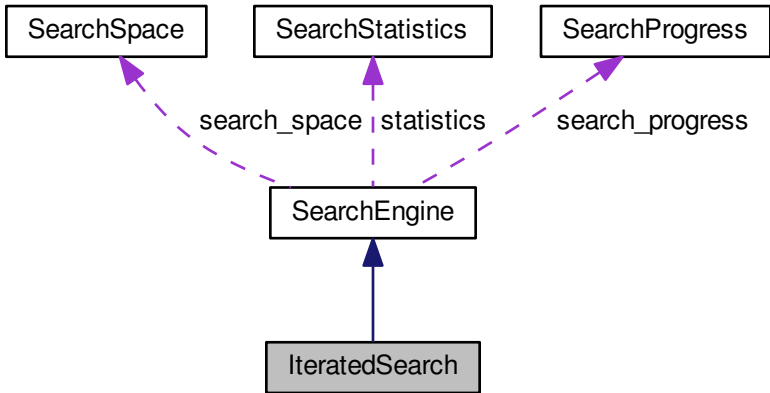 SearchSpace
SearchStatistics
SearchProgress
search_space
statistics
search_progress
SearchEngine
IteratedSearch